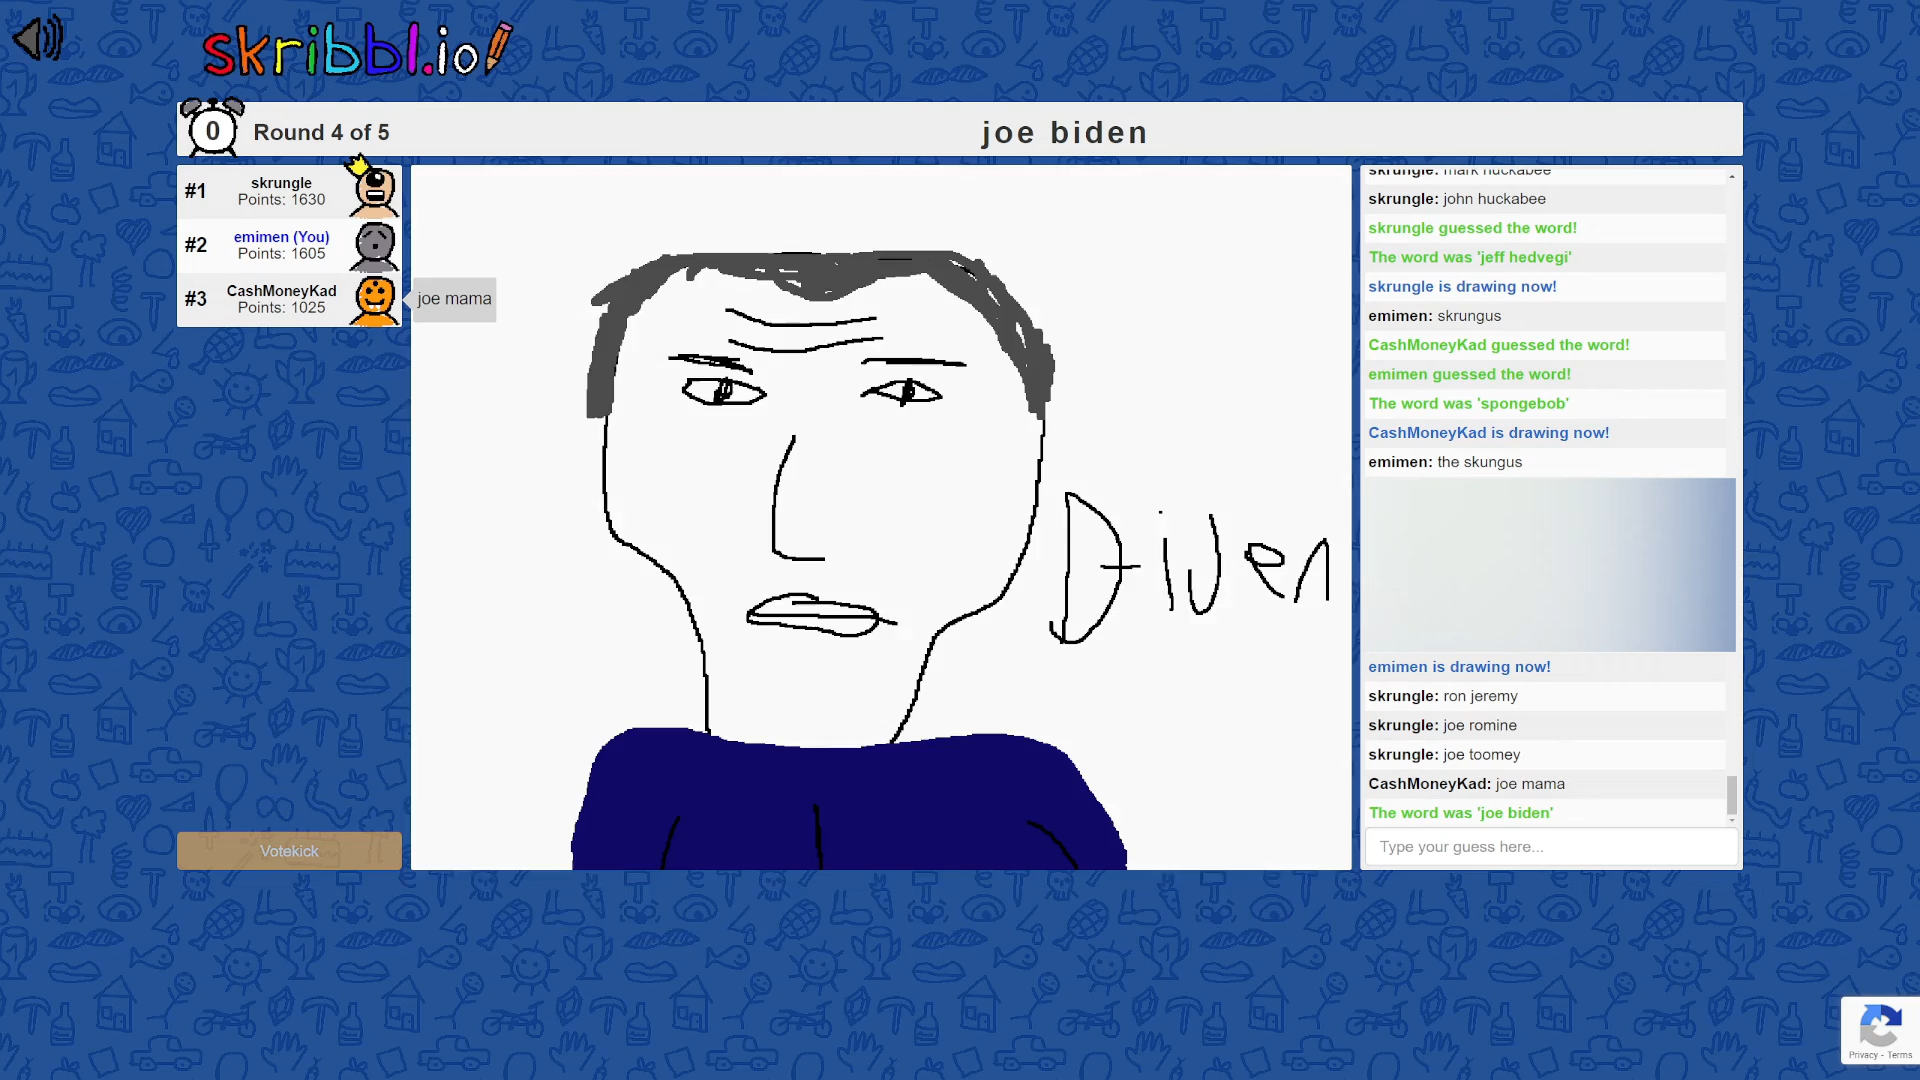 skribbl.io
0
Round 4 of 5
joe biden
#1
skrungle
Points: 1630
#2
emimen (You)
Points: 1605
#3
CashMoneyKad
Points: 1025
joe mama
Votekick
Diven
skrungle: mark huckabee
skrungle: john huckabee
skrungle guessed the word!
The word was 'jeff hedvegi'
skrungle is drawing now!
emimen: skrungus
CashMoneyKad guessed the word!
emimen guessed the word!
The word was 'spongebob'
CashMoneyKad is drawing now!
emimen: the skungus
emimen is drawing now!
skrungle: ron jeremy
skrungle: joe romine
skrungle: joe toomey
CashMoneyKad: joe mama
The word was 'joe biden'
Type your guess here...
Privacy - Terms